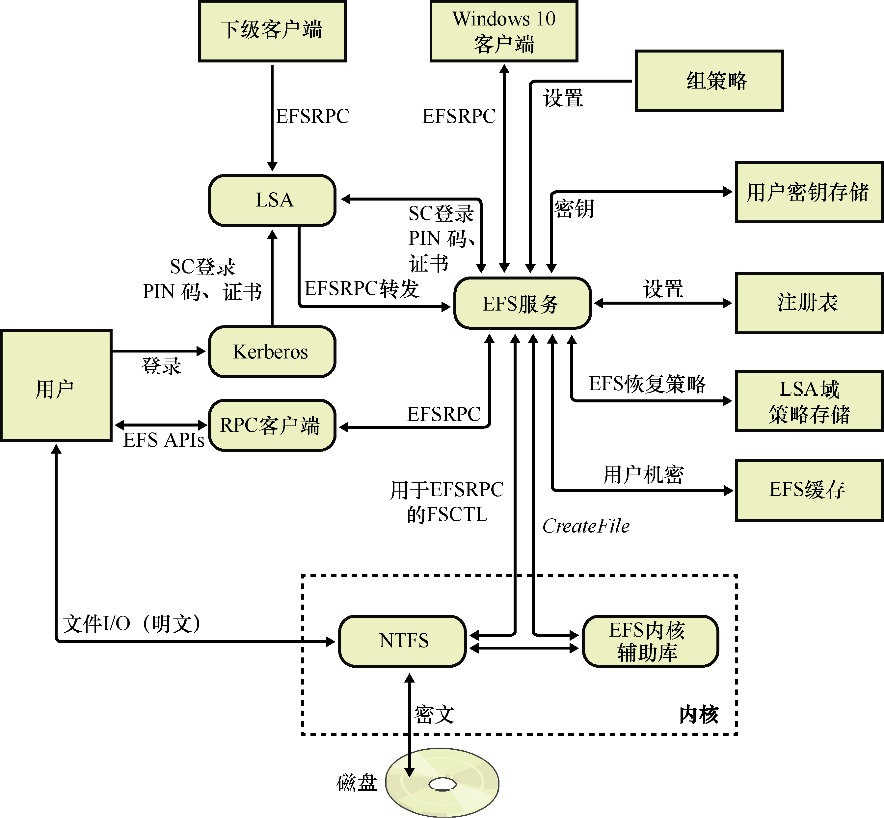 下级客户端
Windows 10
客户端
组策略
设置
EFSRPC
EFSRPC
LSA
用户密钥存储
密钥
SC登录
PIN 码、
证书
SC登录
PIN 码、证书
EFSRPC转发
EFS服务
设置
注册表
Kerberos
登录
用户
EFS恢复策略
LSA域
策略存储
EFSRPC
RPC客户端
EFS APIs
用户机密
EFS缓存
用于EFSRPC
的FSCTL
CreateFile
文件I/O（明文）
NTFS
EFS内核
辅助库
密文
内核
磁盘